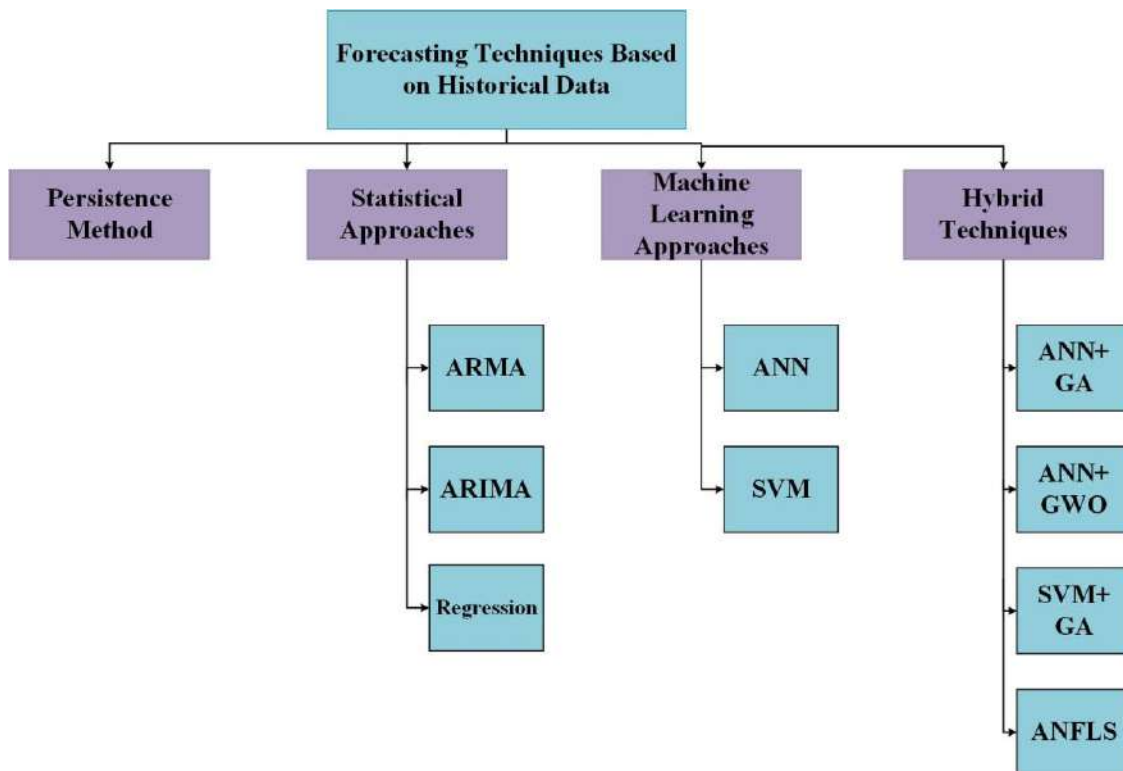 Forecasting Techniques Based
on Historical Data
Persistence
Method
Statistical
Approaches
Machine
Learning
Approaches
Hybrid
Techniques
ARMA
ARIMA
Regression
ANN
SVM
ANN+
GA
ANN+
GWO
SVM+
GA
ANFLS